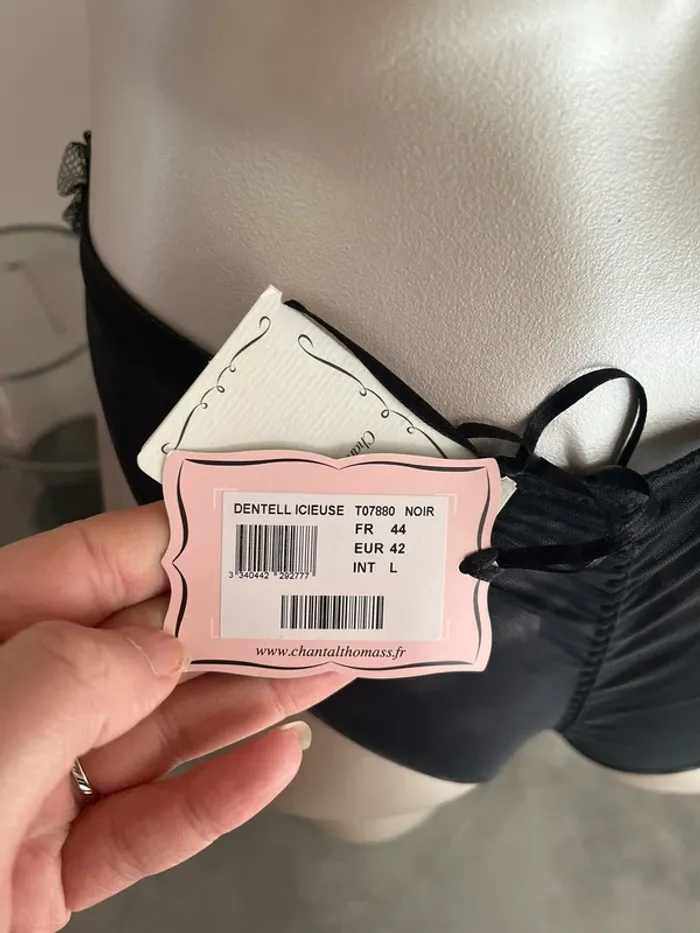 DENTELL ICIEUSE T07880 NOIR
FR 44
EUR 42
INT L
3 340442 292777
www.chantalthomass.fr